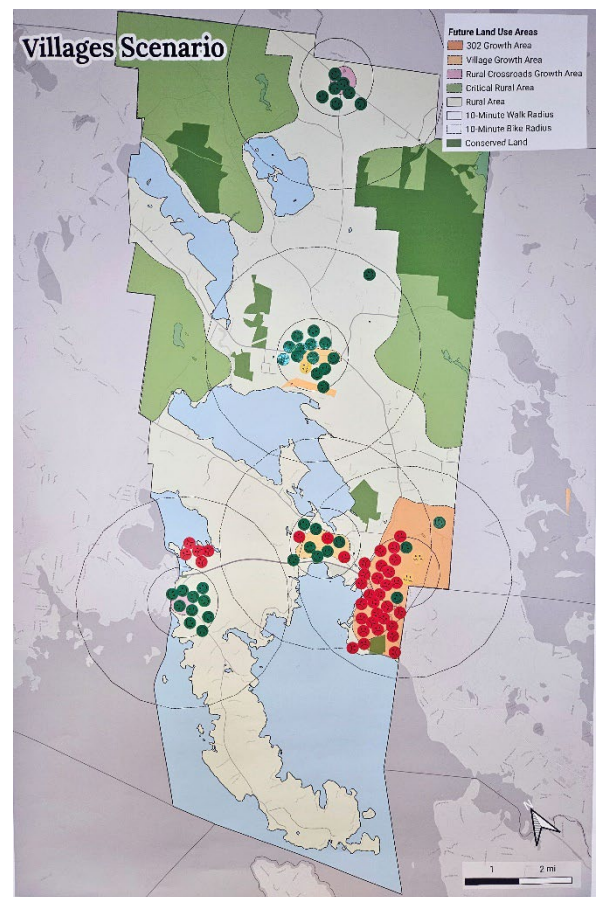 Villages Scenario
Future Land Use Areas
302 Growth Area
Village Growth Area
Rural Crossroads Growth Area
Critical Rural Area
Rural Area
10-Minute Walk Radius
10-Minute Bike Radius
Conserved Land
1
2 mi